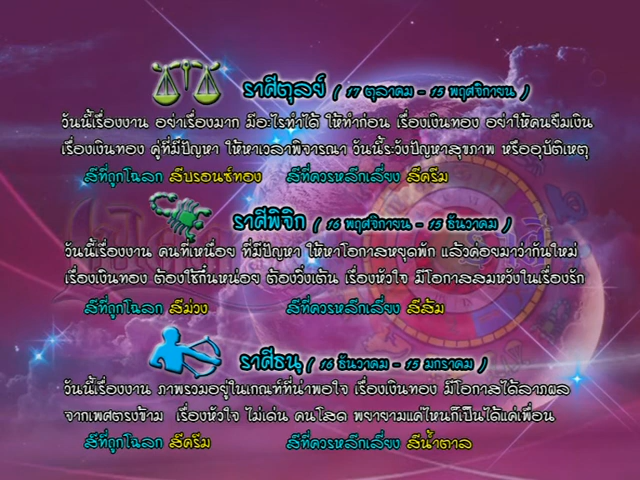 ราศีตุลย์ ( 17 ตุลาคม - 15 พฤศจิกายน )
วันนี้เรื่องงาน อย่าเรื่องมาก มีอะไรทำได้ ให้ทำก่อน เรื่องเงินทอง อย่าให้คนยืมเงิน
เรื่องเงินทอง คู่ที่มีปัญหา ให้หาเวลาพิจารณา วันนี้ระวังปัญหาสุขภาพ หรืออุบัติเหตุ
สีที่ถูกโฉลก สีบรอนซ์ทอง สีที่ควรหลีกเลี่ยง สีครีม
ราศีพิจิก ( 16 พฤศจิกายน - 15 ธันวาคม )
วันนี้เรื่องงาน คนที่เหนื่อย ที่มีปัญหา ให้หาโอกาสหยุดพัก แล้วค่อยมาว่ากันใหม่
เรื่องเงินทอง ต้องใช้กึ๋นหน่อย ต้องวิ่งเต้น เรื่องหัวใจ มีโอกาสสมหวังในเรื่องรัก
สีที่ถูกโฉลก สีม่วง สีที่ควรหลีกเลี่ยง สีส้ม
ราศีธนู ( 16 ธันวาคม - 15 มกราคม )
วันนี้เรื่องงาน ภาพรวมอยู่ในเกณฑ์ที่น่าพอใจ เรื่องเงินทอง มีโอกาสได้ลาภผล
จากเพศตรงข้าม เรื่องหัวใจ ไม่เด่น คนโสด พยายามแค่ไหนก็เป็นได้แค่เพื่อน
สีที่ถูกโฉลก สีครีม สีที่ควรหลีกเลี่ยง สีน้ำตาล